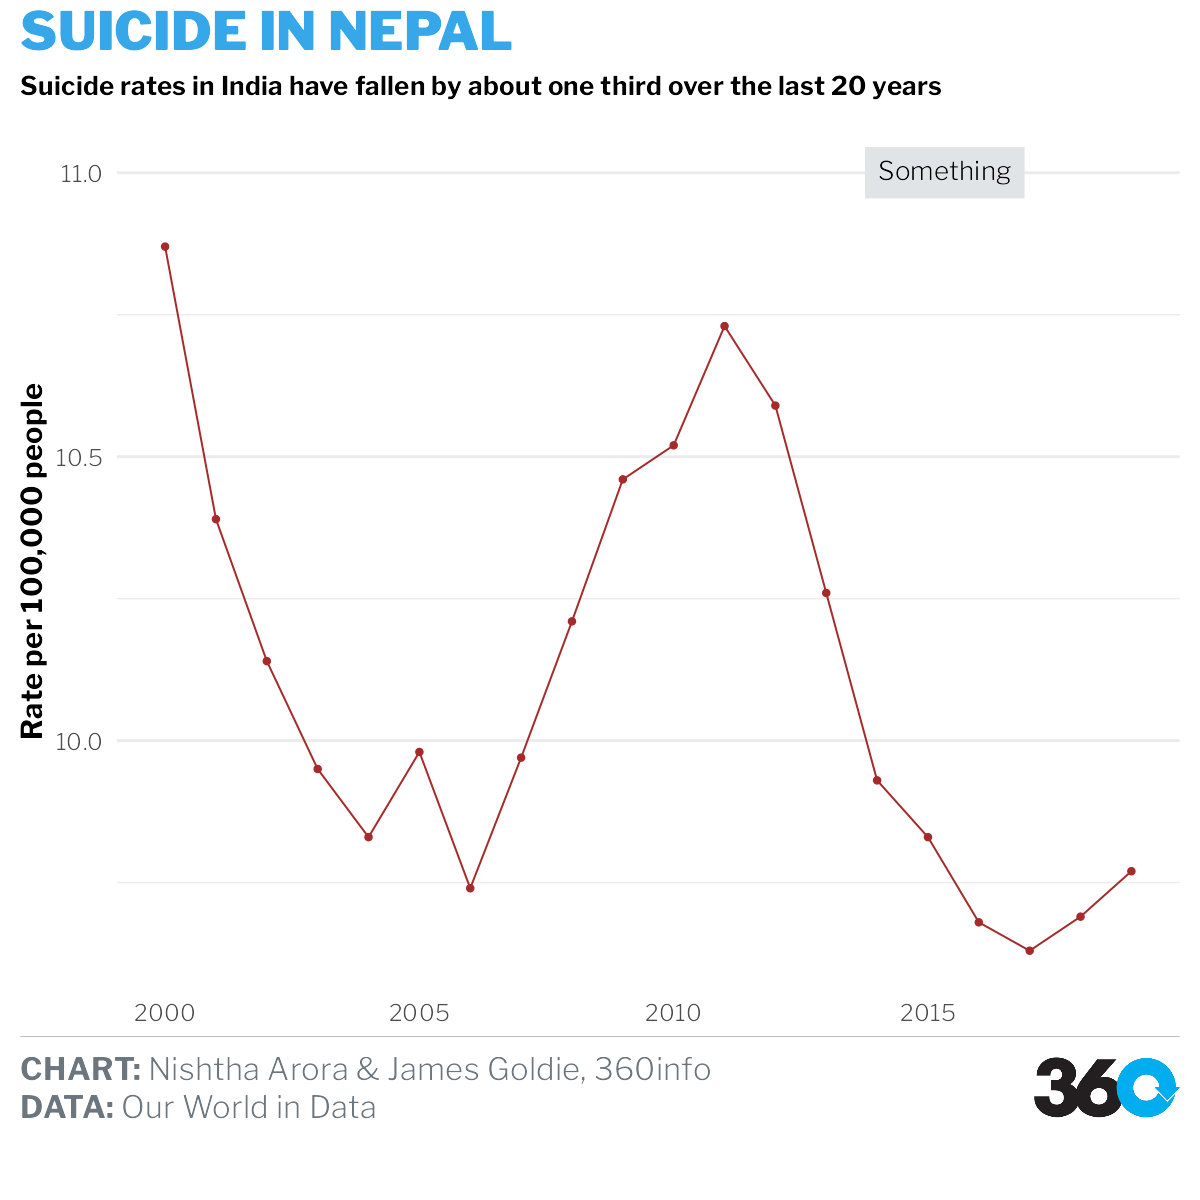 SUICIDE IN NEPAL
Suicide rates in India have fallen by about one third over the last 20 years
Something
11.0
10.5
10.0
Rate per 100,000 people
2000 2005 2010 2015
CHART: Nishtha Arora & James Goldie, 360info
DATA: Our World in Data
360